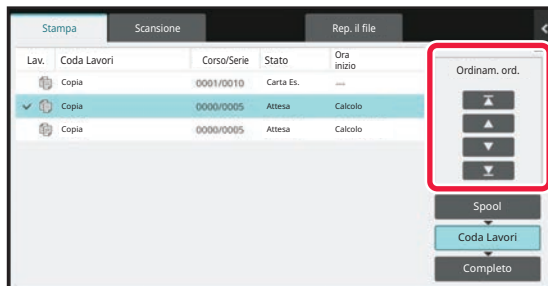 Stampa Scansione Rep. il file
Lav. Coda Lavori Corso/Serie Stato Ora inizio
Copia 0001/0010 Carta Es. ---
Copia 0000/0005 Attesa Calcolo
Copia 0000/0005 Attesa Calcolo
Ordinam. ord.
Spool
Coda Lavori
Completo